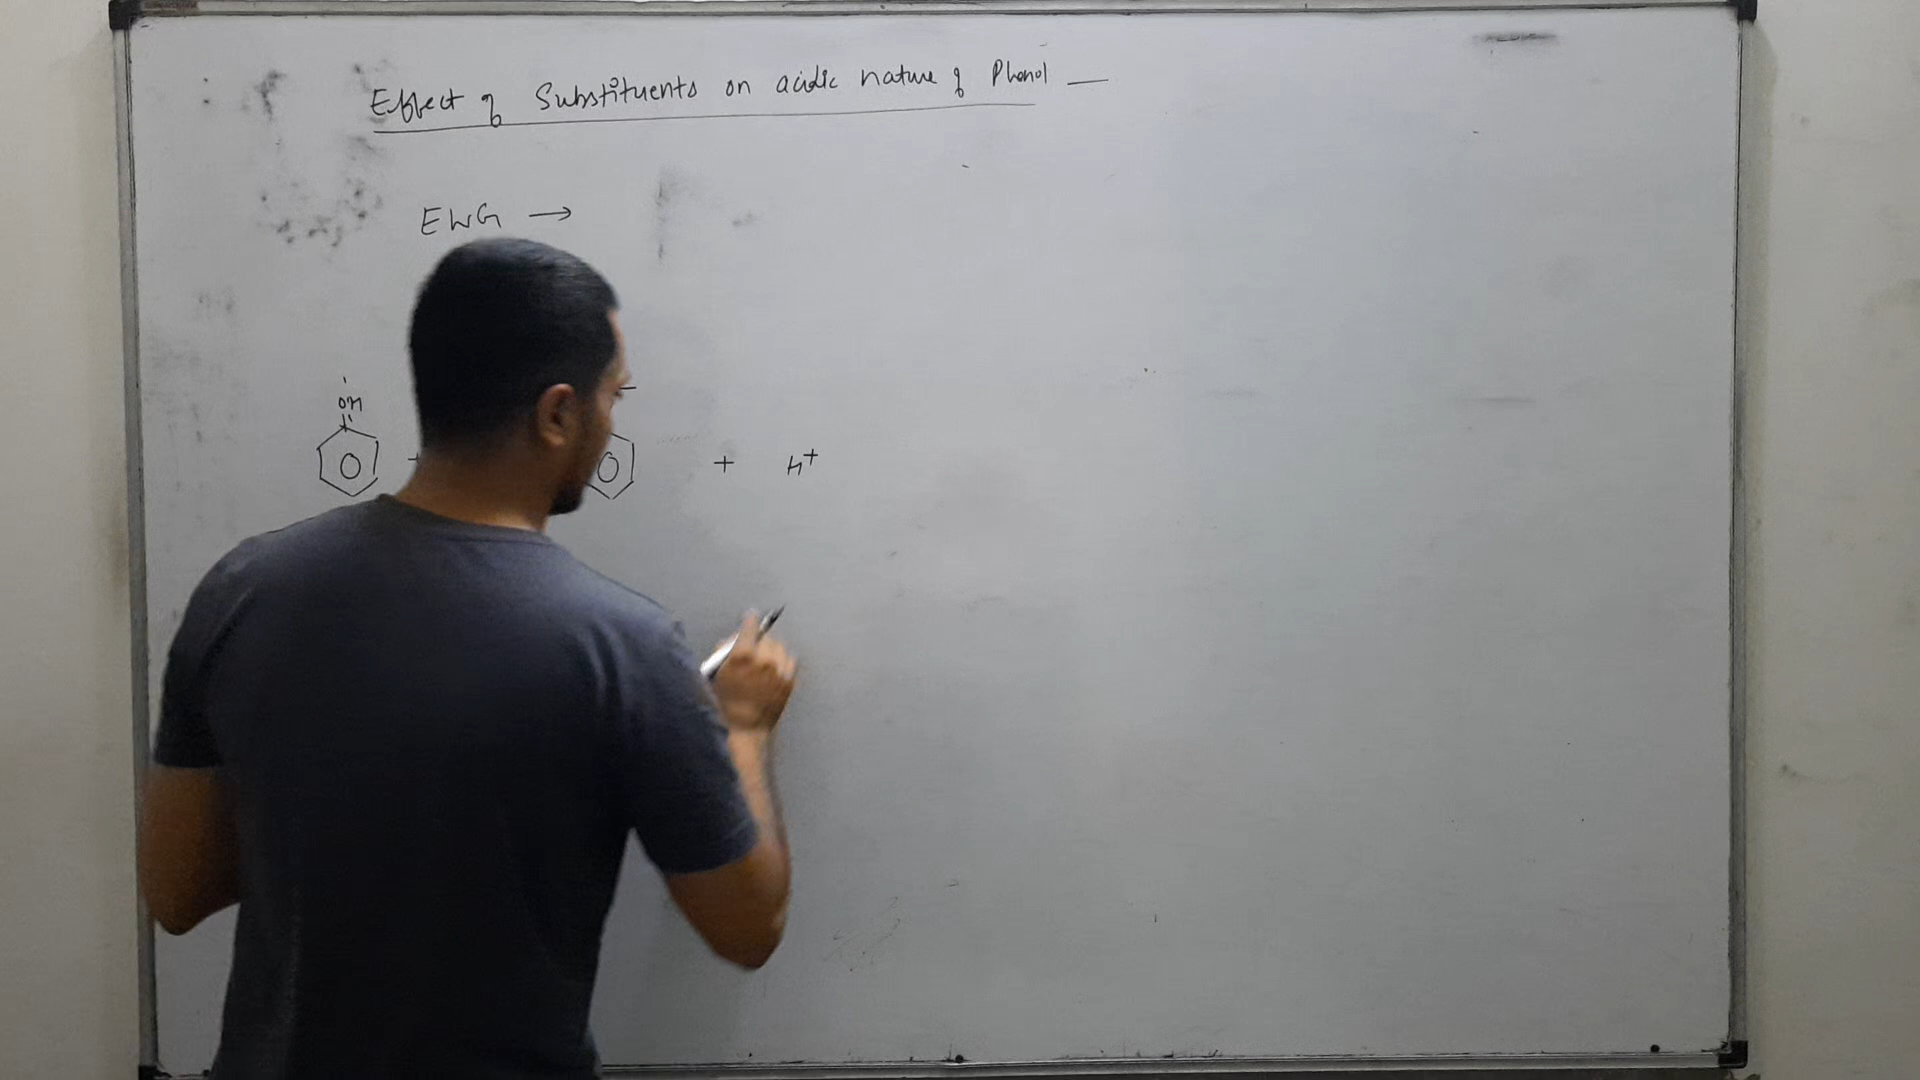 Effect of Substituents on acidic nature of Phenol —
EWG →
OH
+ + H+